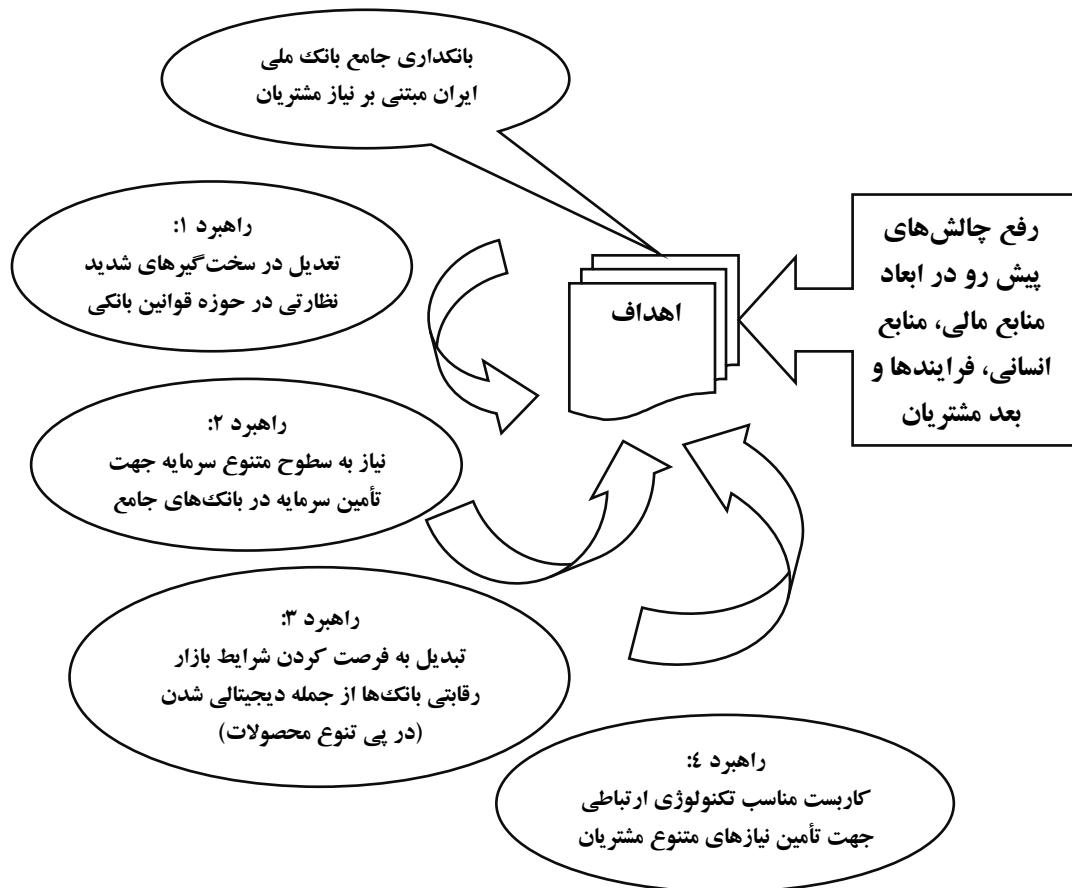 بانکداری جامع بانک ملی
ایران مبتنی بر نیاز مشتریان
راهبرد ۱:
تعدیل در سخت‌گیرهای شدید
نظارتی در حوزه قوانین بانکی
اهداف
رفع چالش‌های
پیش رو در ابعاد
منابع مالی، منابع
انسانی، فرایندها و
بعد مشتریان
راهبرد ۲:
نیاز به سطوح متنوع سرمایه جهت
تأمین سرمایه در بانک‌های جامع
راهبرد ۳:
تبدیل به فرصت کردن شرایط بازار
رقابتی بانک‌ها از جمله دیجیتالی شدن
(در پی تنوع محصولات)
راهبرد ٤:
کاربست مناسب تکنولوژی ارتباطی
جهت تأمین نیازهای متنوع مشتریان